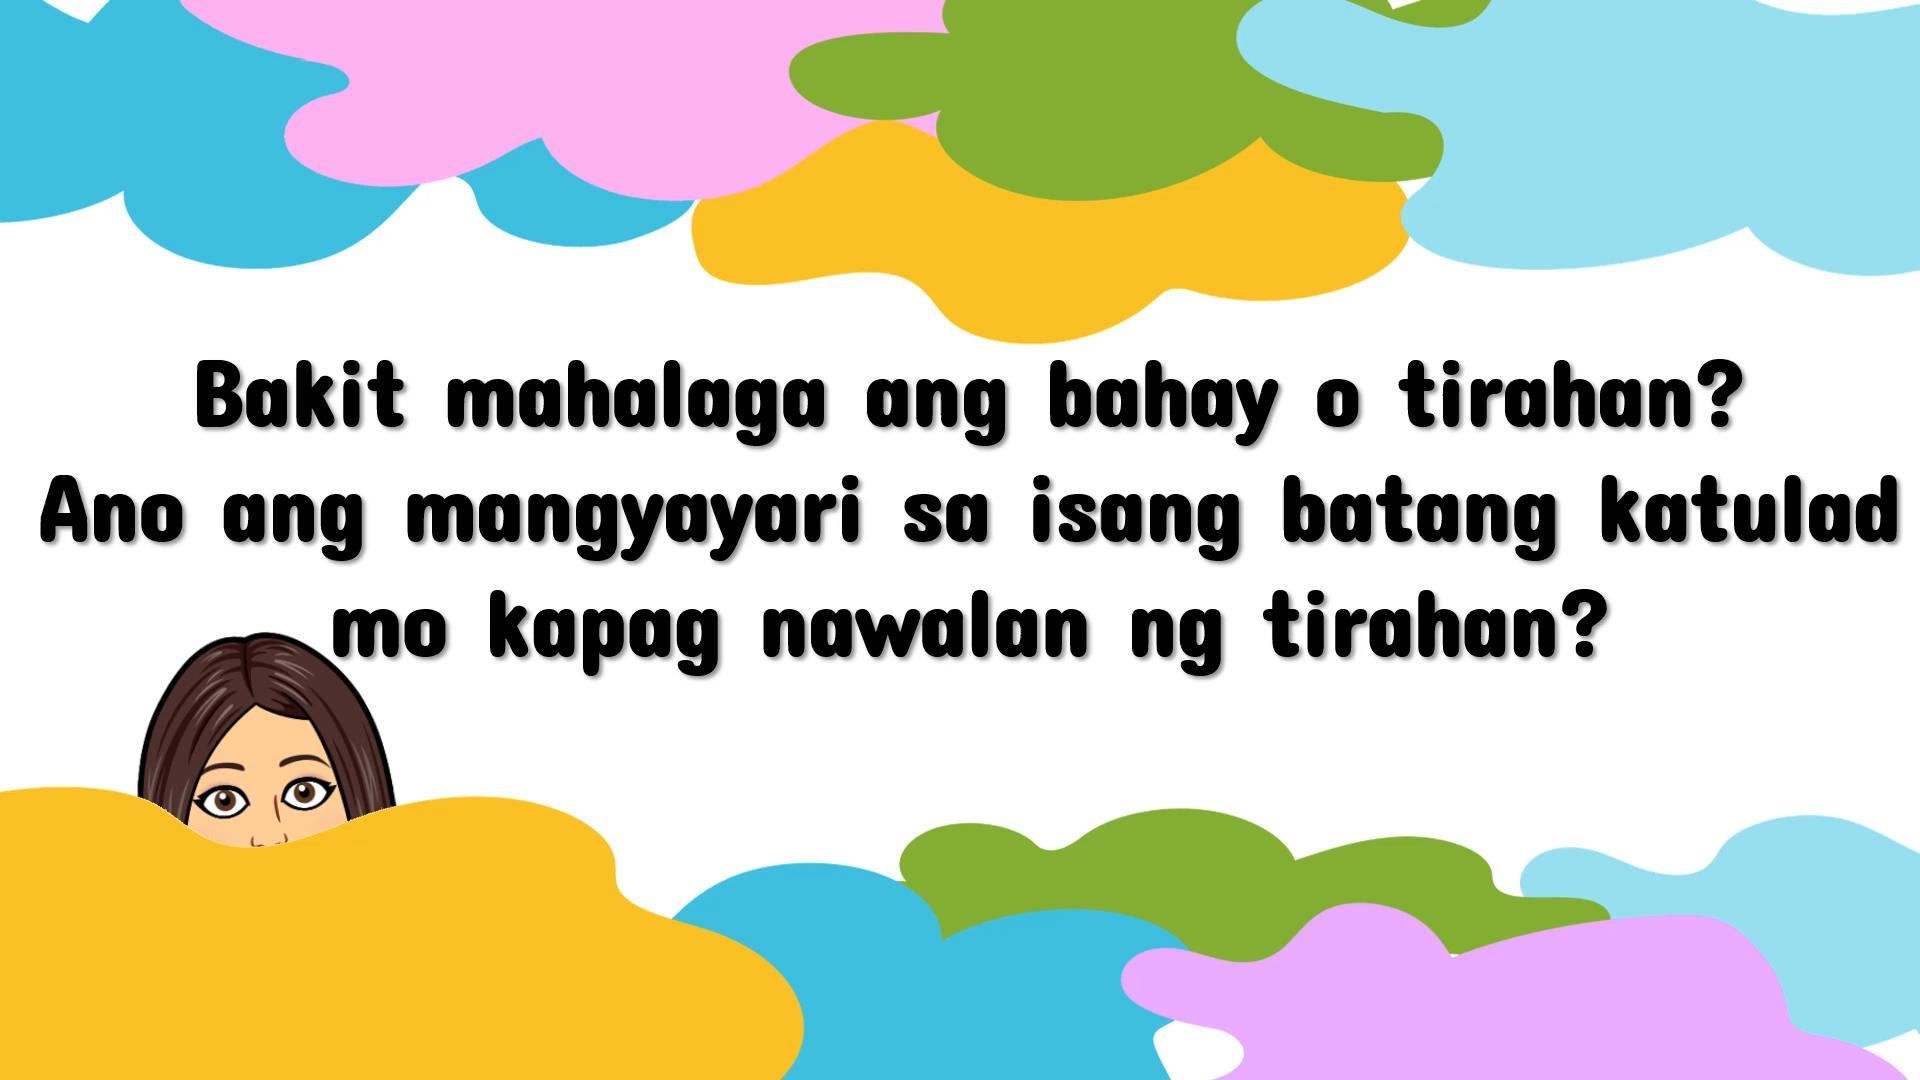 Bakit mahalaga ang bahay o tirahan?
Ano ang mangyayari sa isang batang katulad
mo kapag nawalan ng tirahan?